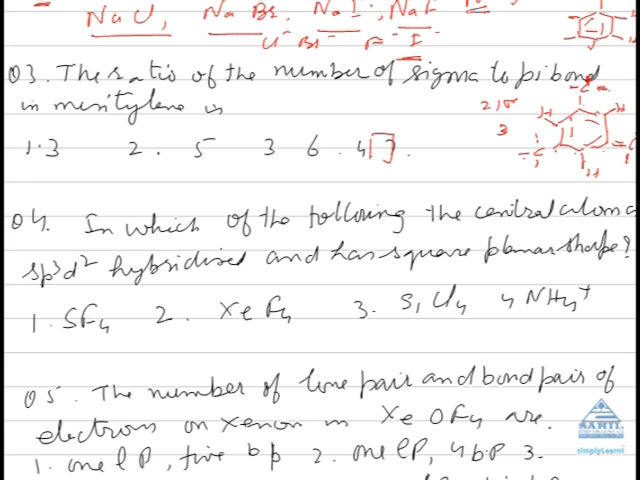 NaCl, NaBr, NaI, NaF
Cl⁻ Br⁻ F⁻ I⁻
Q3. The ratio of the number of sigma to pi bond
in mesitylene is
1. 3 2. 5 3 6 4 7.
21σ
3
Q4. In which of the following the central atom
sp³d² hybridised and has square planar shape?
1. SF₄ 2. XeF₄ 3. SiCl₄ 4 NH₄⁺
Q5. The number of lone pair and bond pair of
electrons on xenon in XeOF₄ are.
1. one lP, five bp 2. one lP, 4 b.P 3.
SAHIL
simplyLearn!